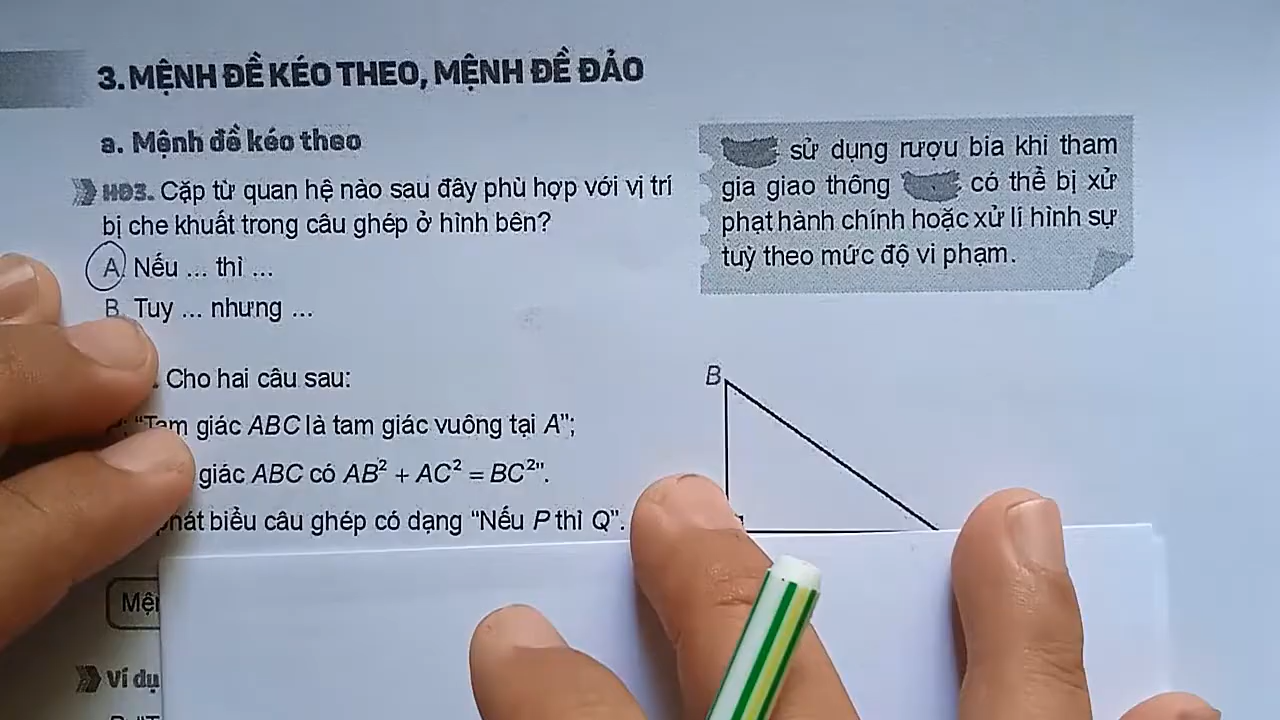 3. MỆNH ĐỀ KÉO THEO, MỆNH ĐỀ ĐẢO
a. Mệnh đề kéo theo
HĐ3. Cặp từ quan hệ nào sau đây phù hợp với vị trí
bị che khuất trong câu ghép ở hình bên?
A. Nếu ... thì ...
B. Tuy ... nhưng ...
sử dụng rượu bia khi tham
gia giao thông có thể bị xử
phạt hành chính hoặc xử lí hình sự
tuỳ theo mức độ vi phạm.
Cho hai câu sau:
"Tam giác ABC là tam giác vuông tại A";
giác ABC có AB² + AC² = BC²".
phát biểu câu ghép có dạng "Nếu P thì Q".
B
Ví dụ